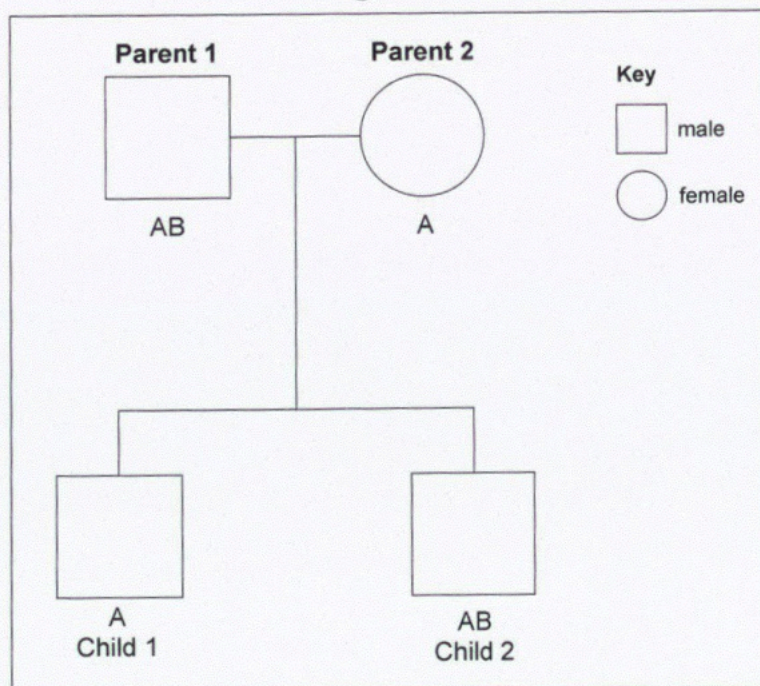 Parent 1
Parent 2
Key
male
female
AB
A
A
Child 1
AB
Child 2